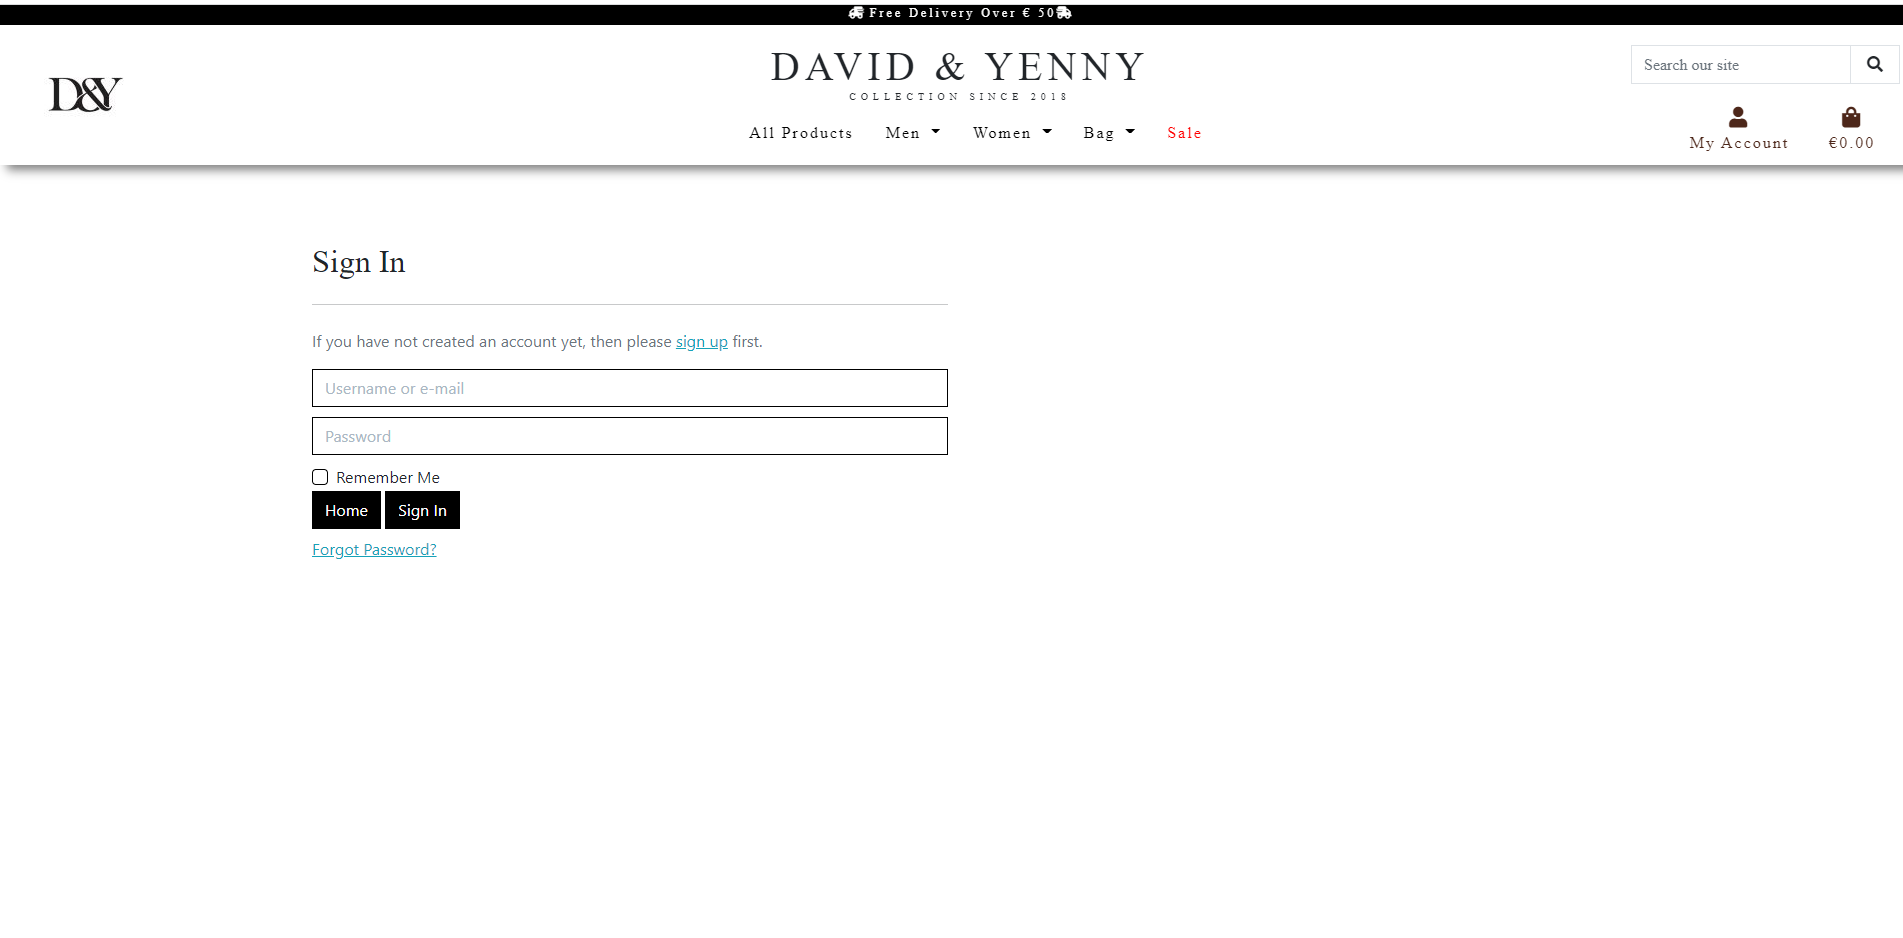 Free Delivery Over € 50
D&Y
DAVID & YENNY
COLLECTION SINCE 2018
Search our site
All Products Men Women Bag Sale
My Account €0.00
Sign In
If you have not created an account yet, then please sign up first.
Username or e-mail
Password
Remember Me
Home Sign In
Forgot Password?